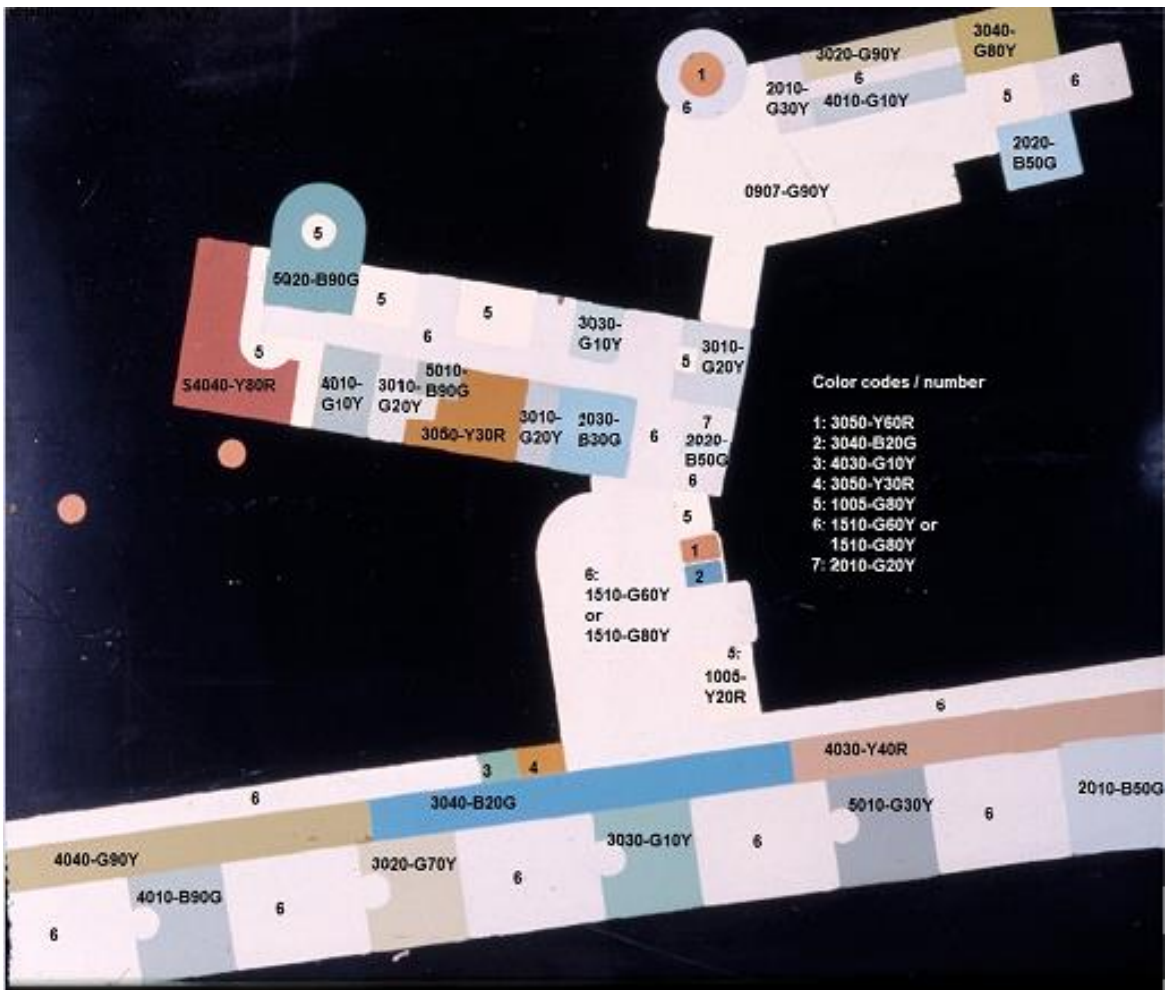 3040-
G80Y
3020-G90Y
1
6
6
2010-
G30Y
4010-G10Y
5
6
2020-
B50G
0907-G90Y
5
5020-B90G
5
5
6
3030-
G10Y
5
3010-
G20Y
5
S4040-Y80R
4010-
G10Y
3010-
G20Y
5010-
B90G
3050-Y30R
3010-
G20Y
2030-
B30G
6
7
2020-
B50G
6
Color codes / number
1: 3050-Y60R
2: 3040-B20G
3: 4030-G10Y
4: 3050-Y30R
5: 1005-G80Y
6: 1510-G60Y or
1510-G80Y
7: 2010-G20Y
5
1
2
6:
1510-G60Y
or
1510-G80Y
5:
1005-
Y20R
6
4030-Y40R
3
4
6
3040-B20G
2010-B50G
5010-G30Y
6
3030-G10Y
6
4040-G90Y
3020-G70Y
6
4010-B90G
6
6